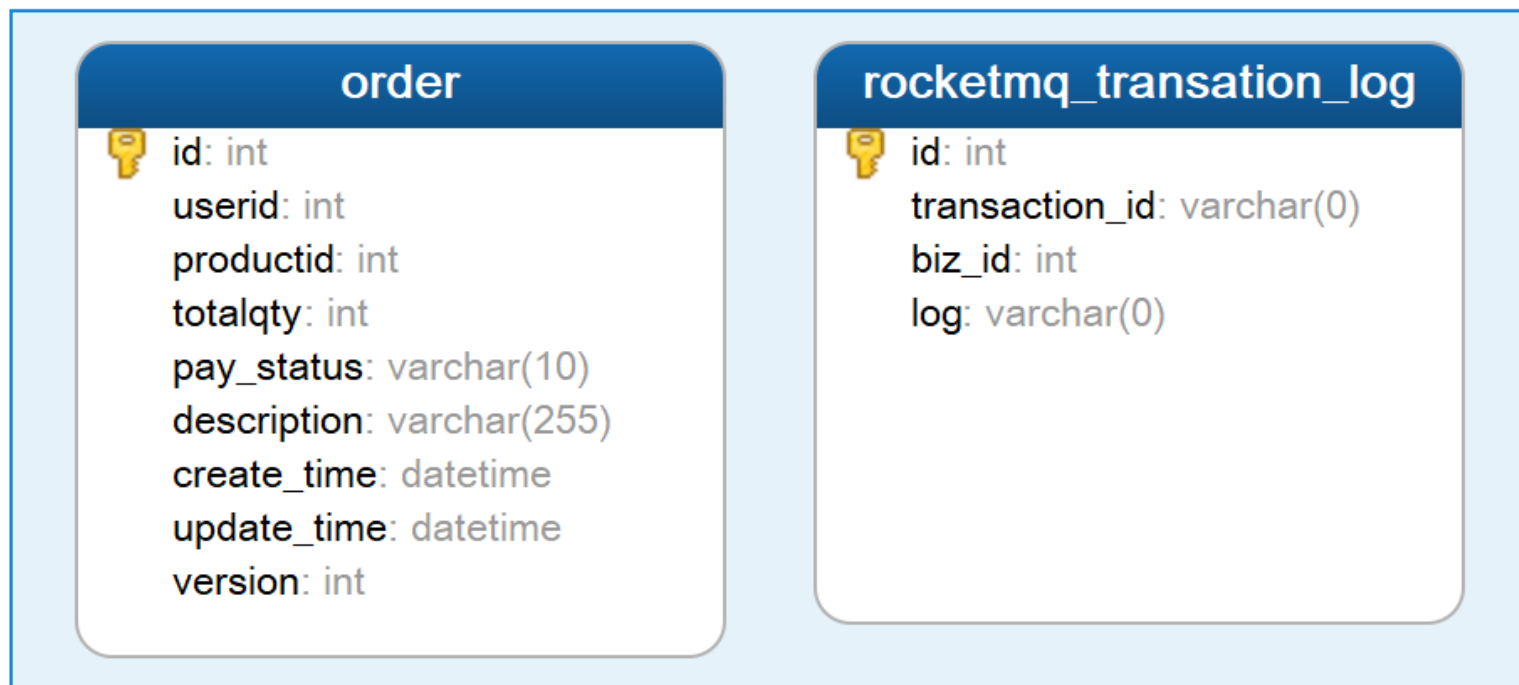 order
id: int
userid: int
productid: int
totalqty: int
pay_status: varchar(10)
description: varchar(255)
create_time: datetime
update_time: datetime
version: int
rocketmq_transation_log
id: int
transaction_id: varchar(0)
biz_id: int
log: varchar(0)